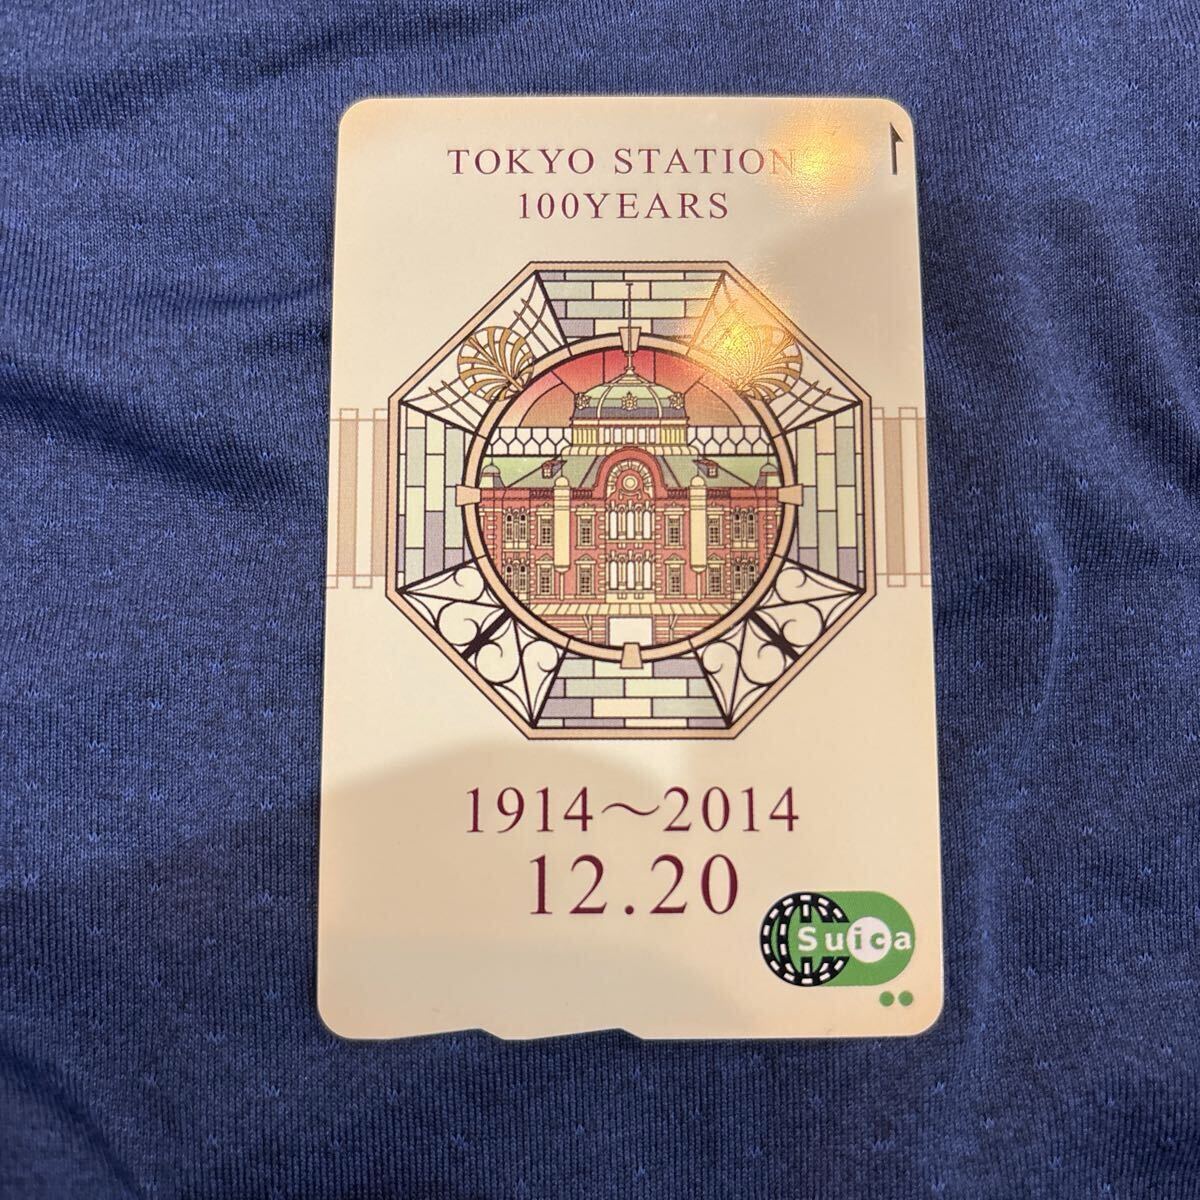 TOKYO STATION
100YEARS
1914～2014
12.20
Suica